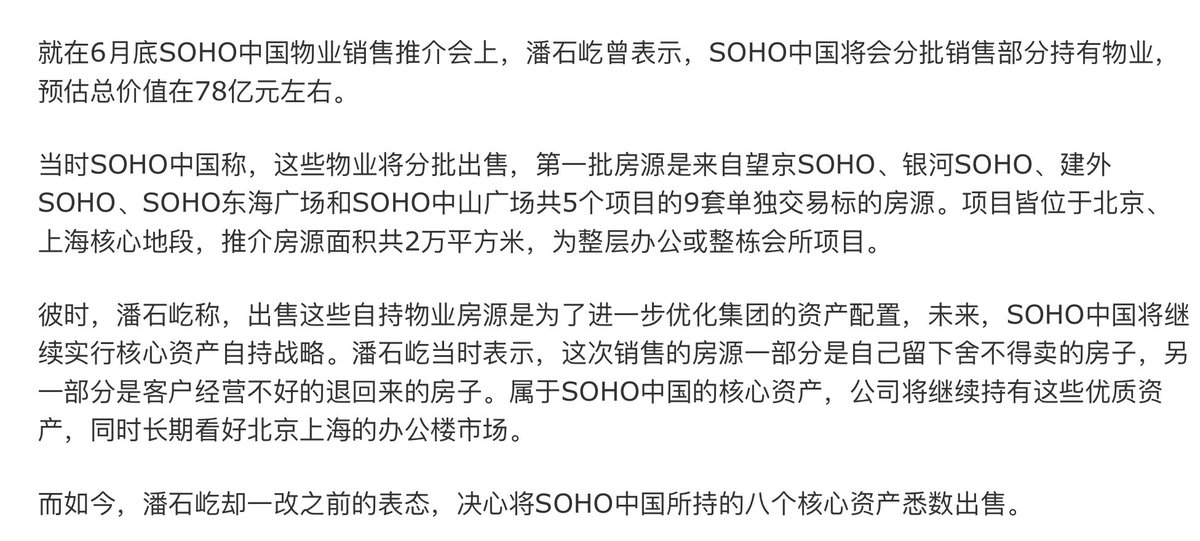 就在6月底SOHO中国物业销售推介会上，潘石屹曾表示，SOHO中国将会分批销售部分持有物业，
预估总价值在78亿元左右。
当时SOHO中国称，这些物业将分批出售，第一批房源是来自望京SOHO、银河SOHO、建外
SOHO、SOHO东海广场和SOHO中山广场共5个项目的9套单独交易标的房源。项目皆位于北京、
上海核心地段，推介房源面积共2万平方米，为整层办公或整栋会所项目。
彼时，潘石屹称，出售这些自持物业房源是为了进一步优化集团的资产配置，未来，SOHO中国将继
续实行核心资产自持战略。潘石屹当时表示，这次销售的房源一部分是自己留下舍不得卖的房子，另
一部分是客户经营不好的退回来的房子。属于SOHO中国的核心资产，公司将继续持有这些优质资
产，同时长期看好北京上海的办公楼市场。
而如今，潘石屹却一改之前的表态，决心将SOHO中国所持的八个核心资产悉数出售。